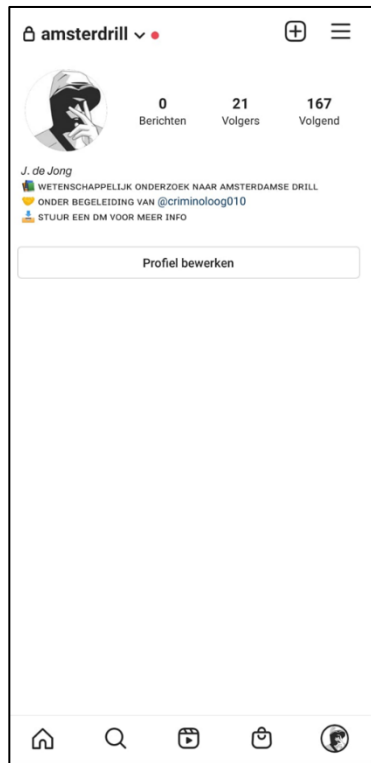 amsterdrill
0 21 167
Berichten Volgers Volgend
J. de Jong
📚 WETENSCHAPPELIJK ONDERZOEK NAAR AMSTERDAMSE DRILL
🤝 ONDER BEGELEIDING VAN @criminoloog010
📥 STUUR EEN DM VOOR MEER INFO
Profiel bewerken